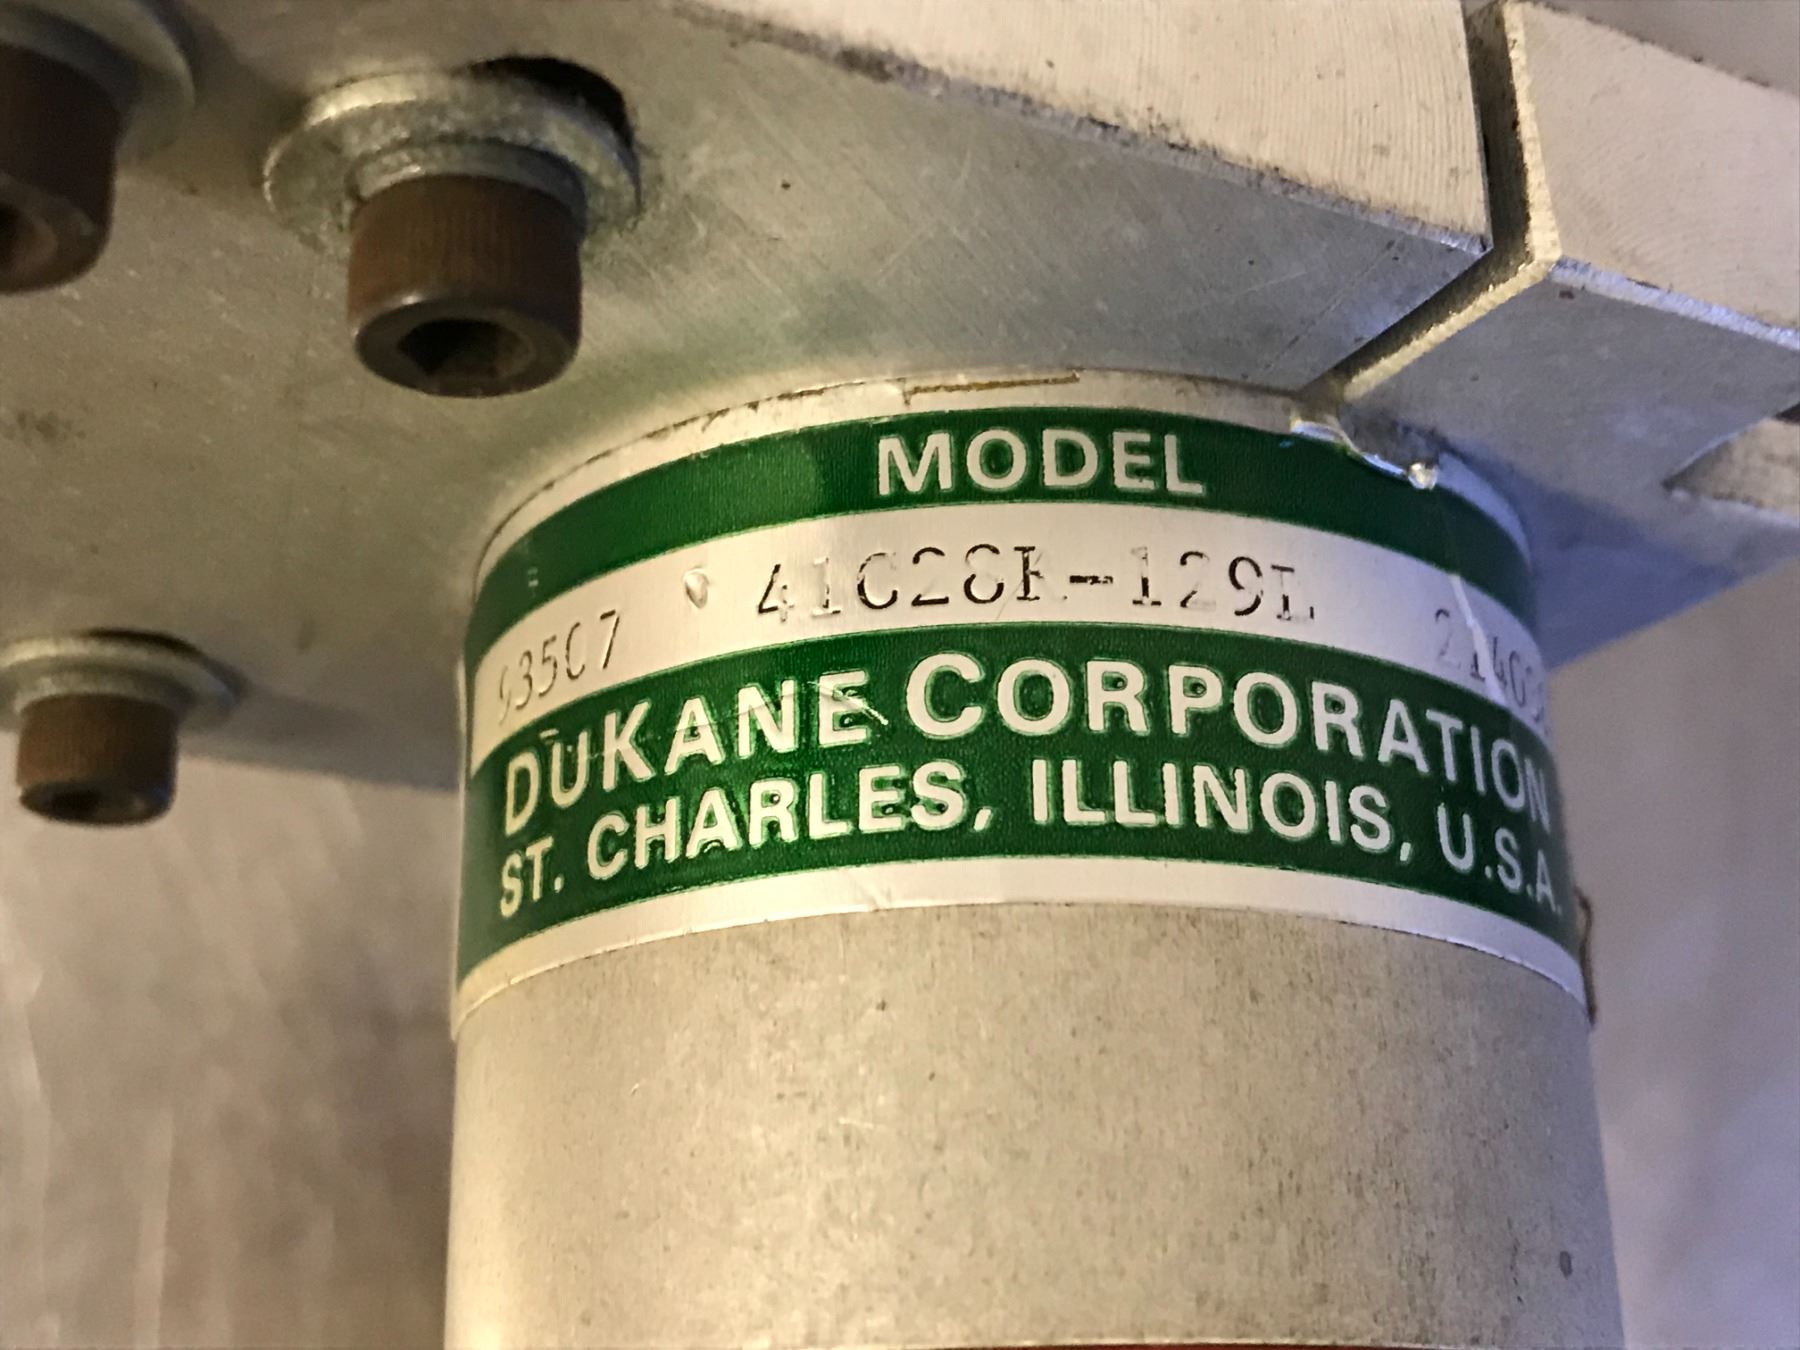 MODEL
93507 41C28K-129L
DUKANE CORPORATION
ST. CHARLES, ILLINOIS, U.S.A.